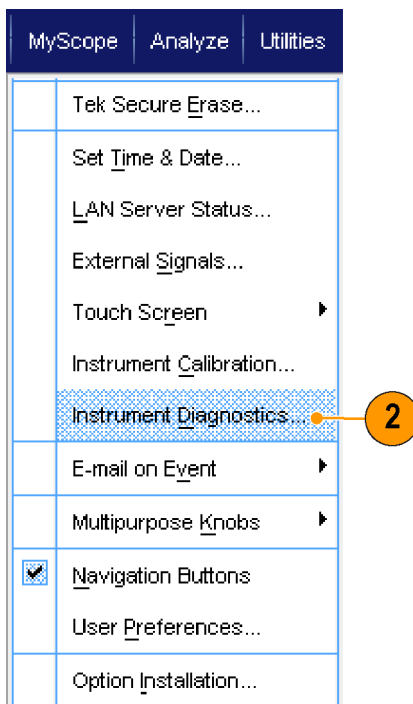 MyScope Analyze Utilities
Tek Secure Erase...
Set Time & Date...
LAN Server Status...
External Signals...
Touch Screen
Instrument Calibration...
Instrument Diagnostics... 2
E-mail on Event
Multipurpose Knobs
Navigation Buttons
User Preferences...
Option Installation...